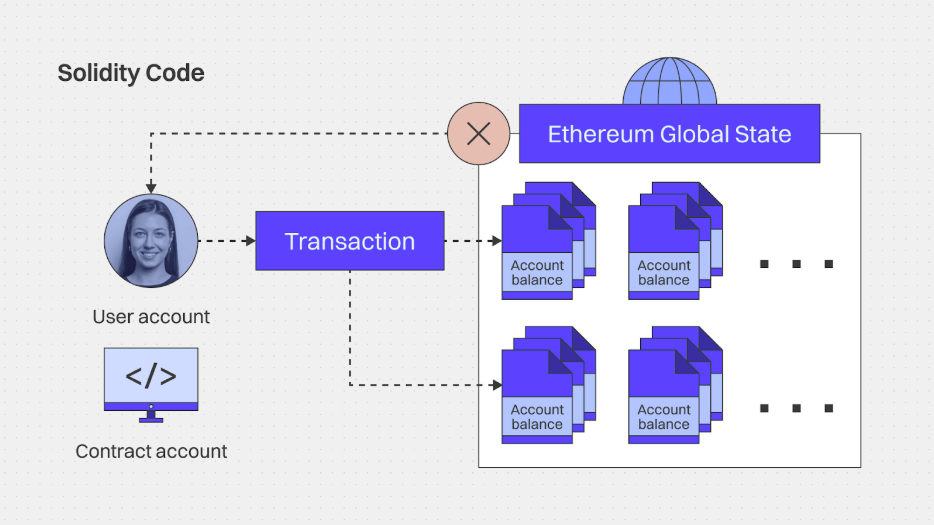 Solidity Code
Ethereum Global State
Transaction
Account
balance
Account
balance
User account
</>
Contract account
Account
balance
Account
balance